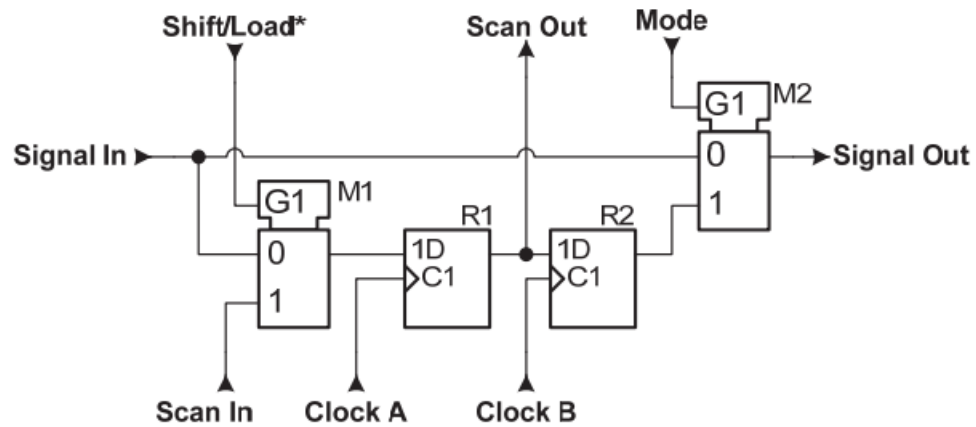 Shift/Load*
Scan Out
Mode
G1
M2
Signal In
0
Signal Out
G1
M1
1
R1
R2
0
1D
1D
C1
C1
1
Scan In
Clock A
Clock B